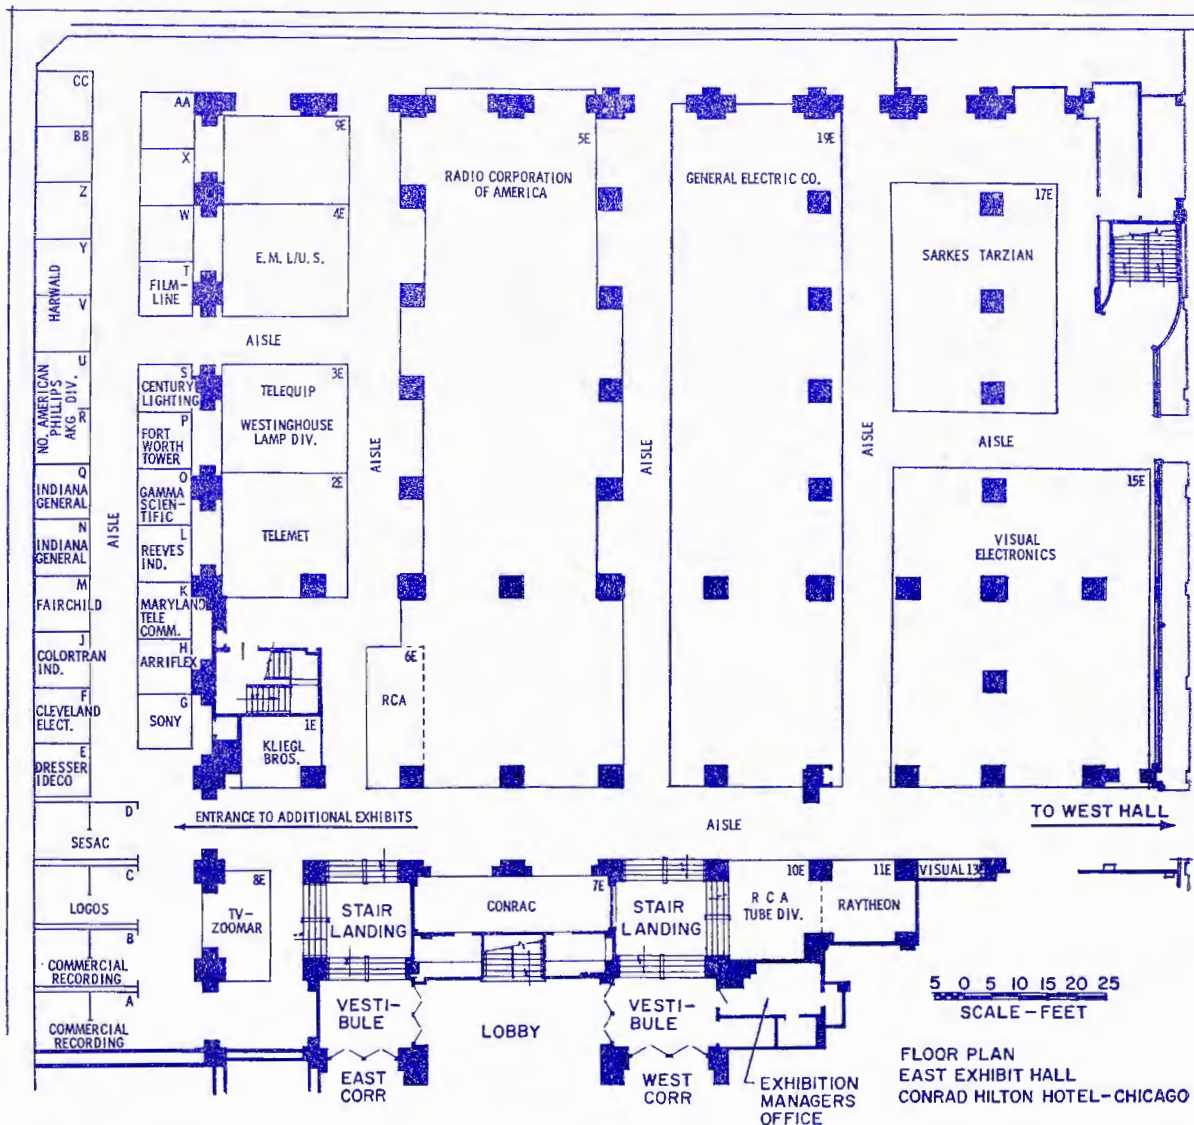 CC
BB
Z
Y
HARWALD
V
U
NO. AMERICAN
PHILLIPS
AKG DIV.
R
Q
INDIANA
GENERAL
N
INDIANA
GENERAL
M
FAIRCHILD
J
COLORTRAN
IND.
F
CLEVELAND
ELECT.
E
DRESSER
IDECO
D
SESAC
C
LOGOS
B
COMMERCIAL
RECORDING
A
COMMERCIAL
RECORDING
AISLE
AA
X
W
T
FILM-
LINE
S
CENTURY
LIGHTING
P
FORT
WORTH
TOWER
O
GAMMA
SCIEN-
TIFIC
L
REEVES
IND.
K
MARYLAND
TELE
COMM.
H
ARRIFLEX
G
SONY
9E
4E
E.M.I./U.S.
AISLE
3E
TELEQUIP
WESTINGHOUSE
LAMP DIV.
2E
TELEMET
1E
KLIEGL
BROS.
AISLE
5E
RADIO CORPORATION
OF AMERICA
6E
RCA
AISLE
19E
GENERAL ELECTRIC CO.
AISLE
17E
SARKES TARZIAN
AISLE
15E
VISUAL
ELECTRONICS
ENTRANCE TO ADDITIONAL EXHIBITS
AISLE
TO WEST HALL
8E
TV-
ZOOMAR
STAIR
LANDING
7E
CONRAC
STAIR
LANDING
10E
RCA
TUBE DIV.
11E
RAYTHEON
VISUAL 13E
VESTI-
BULE
LOBBY
VESTI-
BULE
EAST
CORR
WEST
CORR
EXHIBITION
MANAGERS
OFFICE
5 0 5 10 15 20 25
SCALE-FEET
FLOOR PLAN
EAST EXHIBIT HALL
CONRAD HILTON HOTEL-CHICAGO